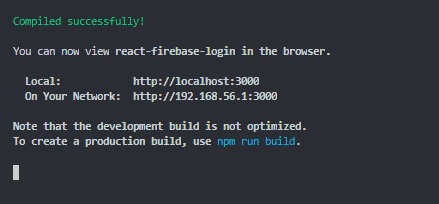 Compiled successfully!
You can now view react-firebase-login in the browser.
Local: http://localhost:3000
On Your Network: http://192.168.56.1:3000
Note that the development build is not optimized.
To create a production build, use npm run build.